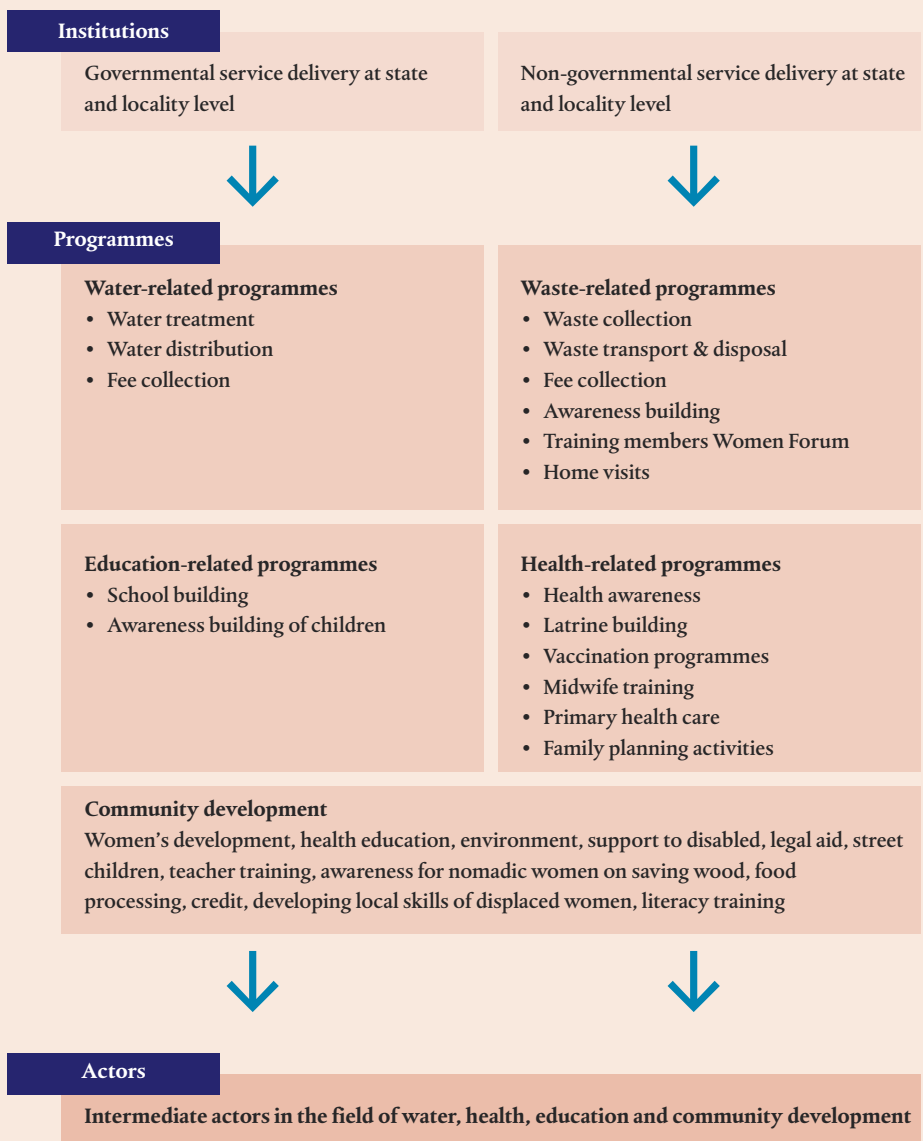 Institutions
Governmental service delivery at state
and locality level
Non-governmental service delivery at state
and locality level
Programmes
Water-related programmes
• Water treatment
• Water distribution
• Fee collection
Waste-related programmes
• Waste collection
• Waste transport & disposal
• Fee collection
• Awareness building
• Training members Women Forum
• Home visits
Education-related programmes
• School building
• Awareness building of children
Health-related programmes
• Health awareness
• Latrine building
• Vaccination programmes
• Midwife training
• Primary health care
• Family planning activities
Community development
Women’s development, health education, environment, support to disabled, legal aid, street
children, teacher training, awareness for nomadic women on saving wood, food
processing, credit, developing local skills of displaced women, literacy training
Actors
Intermediate actors in the field of water, health, education and community development